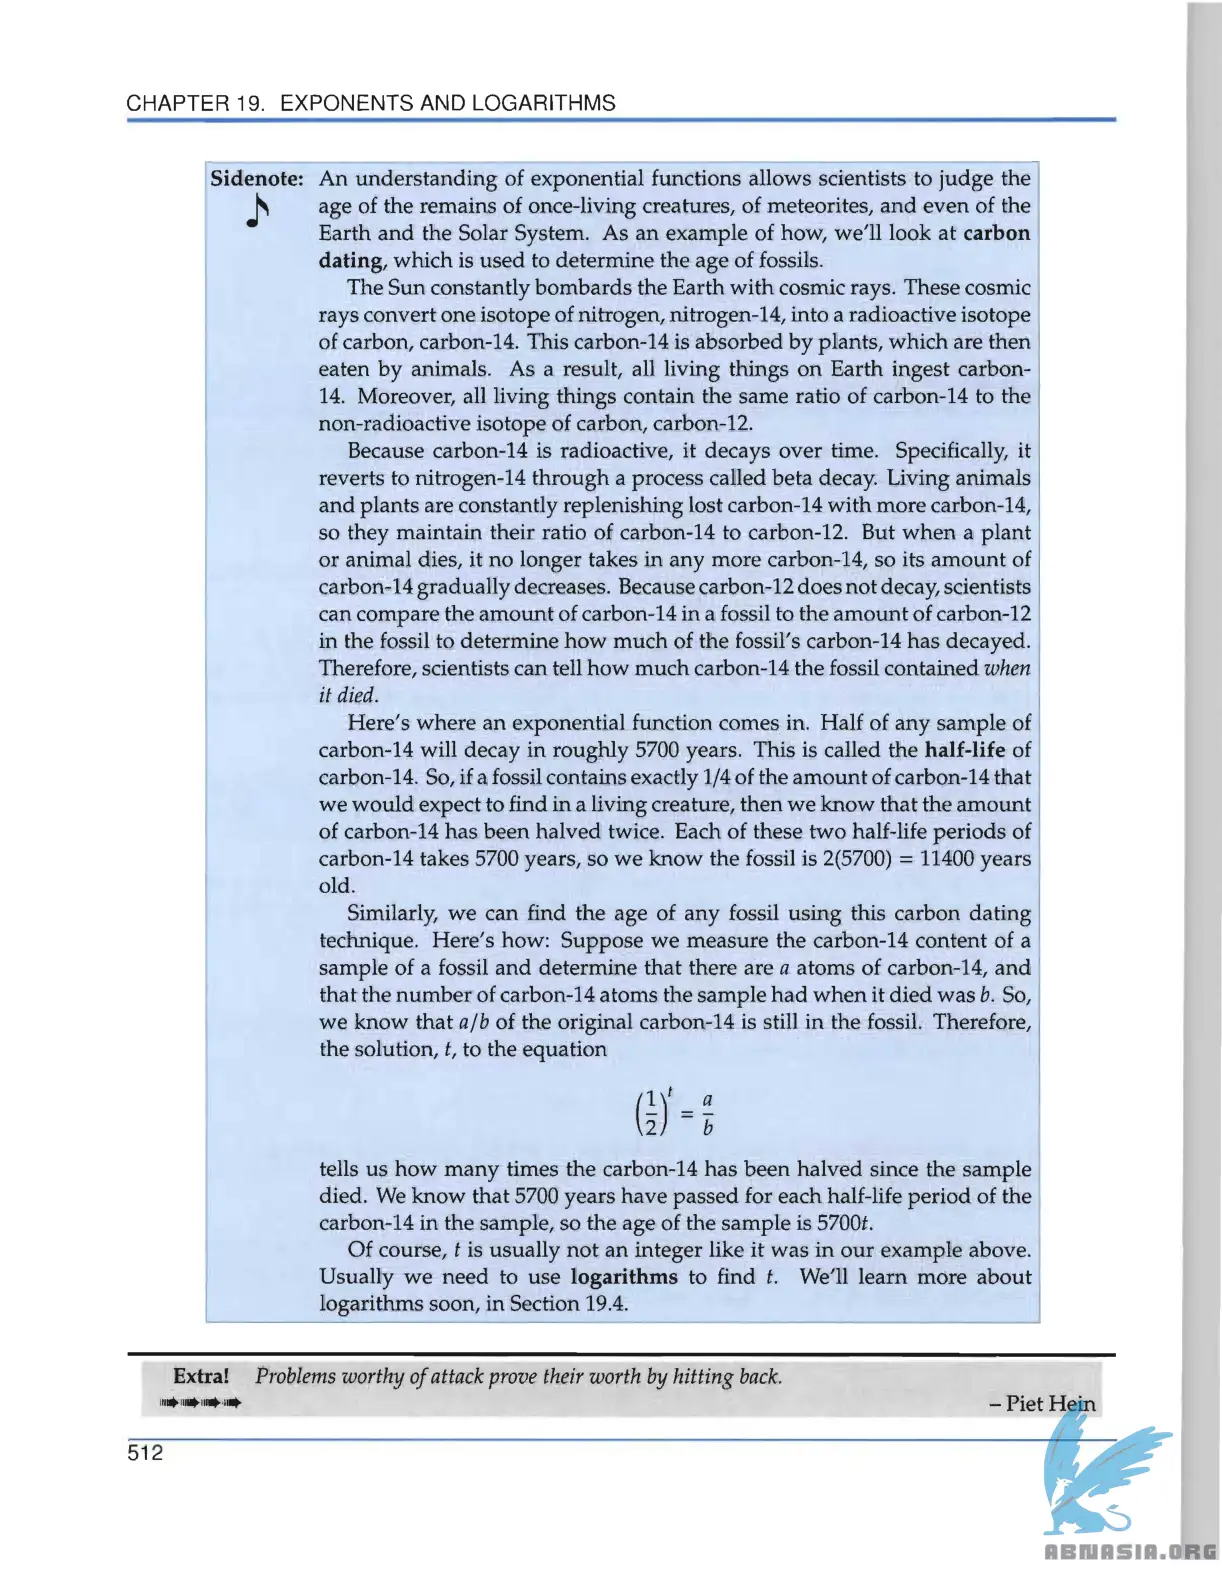 CHAPTER 19. EXPONENTS AND LOGARITHMS
Sidenote: An understanding of exponential functions allows scientists to judge the
age of the remains of once-living creatures, of meteorites, and even of the
Earth and the Solar System. As an example of how, we'll look at carbon
dating, which is used to determine the age of fossils.
The Sun constantly bombards the Earth with cosmic rays. These cosmic
rays convert one isotope of nitrogen, nitrogen-14, into a radioactive isotope
of carbon, carbon-14. This carbon-14 is absorbed by plants, which are then
eaten by animals. As a result, all living things on Earth ingest carbon-
14. Moreover, all living things contain the same ratio of carbon-14 to the
non-radioactive isotope of carbon, carbon-12.
Because carbon-14 is radioactive, it decays over time. Specifically, it
reverts to nitrogen-14 through a process called beta decay. Living animals
and plants are constantly replenishing lost carbon-14 with more carbon-14,
so they maintain their ratio of carbon-14 to carbon-12. But when a plant
or animal dies, it no longer takes in any more carbon-14, so its amount of
carbon-14 gradually decreases. Because carbon-12 does not decay, scientists
can compare the amount of carbon-14 in a fossil to the amount of carbon-12
in the fossil to determine how much of the fossil's carbon-14 has decayed.
Therefore, scientists can tell how much carbon-14 the fossil contained when
it died.
Here's where an exponential function comes in. Half of any sample of
carbon-14 will decay in roughly 5700 years. This is called the half-life of
carbon-14. So, if a fossil contains exactly 1/4 of the amount of carbon-14 that
we would expect to find in a living creature, then we know that the amount
of carbon-14 has been halved twice. Each of these two half-life periods of
carbon-14 takes 5700 years, so we know the fossil is 2(5700) = 11400 years
old.
Similarly, we can find the age of any fossil using this carbon dating
technique. Here's how: Suppose we measure the carbon-14 content of a
sample of a fossil and determine that there are a atoms of carbon-14, and
that the number of carbon-14 atoms the sample had when it died was b. So,
we know that a/b of the original carbon-14 is still in the fossil. Therefore,
the solution, t, to the equation
(1/2)^t = a/b
tells us how many times the carbon-14 has been halved since the sample
died. We know that 5700 years have passed for each half-life period of the
carbon-14 in the sample, so the age of the sample is 5700t.
Of course, t is usually not an integer like it was in our example above.
Usually we need to use logarithms to find t. We'll learn more about
logarithms soon, in Section 19.4.
Extra! Problems worthy of attack prove their worth by hitting back.
– Piet Hein
512
ABNASIA.ORG